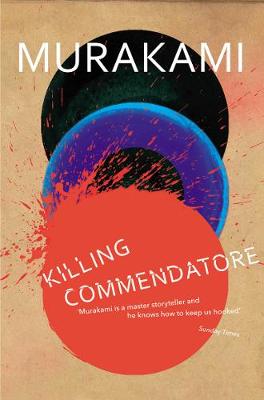 MURAKAMI
KILLING
COMMENDATORE
'Murakami is a master storyteller and
he knows how to keep us hooked'
Sunday Times